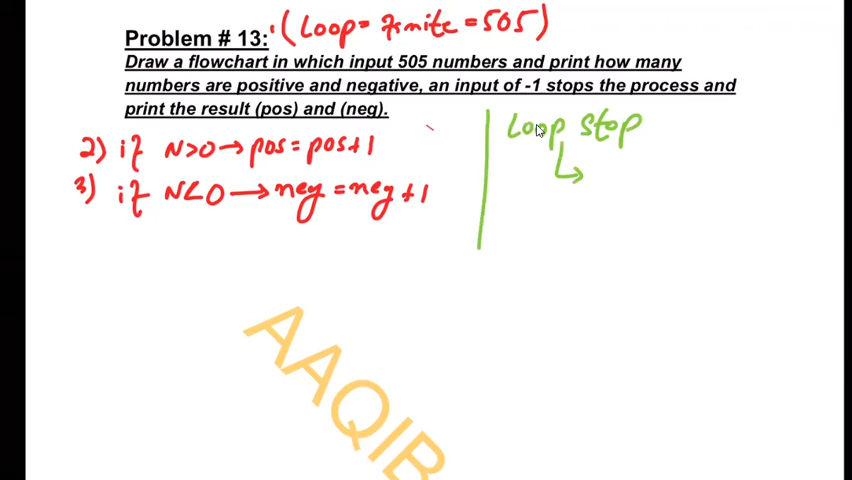 (Loop = Finite = 505)
Problem # 13:
Draw a flowchart in which input 505 numbers and print how many
numbers are positive and negative, an input of -1 stops the process and
print the result (pos) and (neg).
Loop stop
2) if N>0 → pos = pos+1
3) if N<0 → neg = neg+1
AAQIB